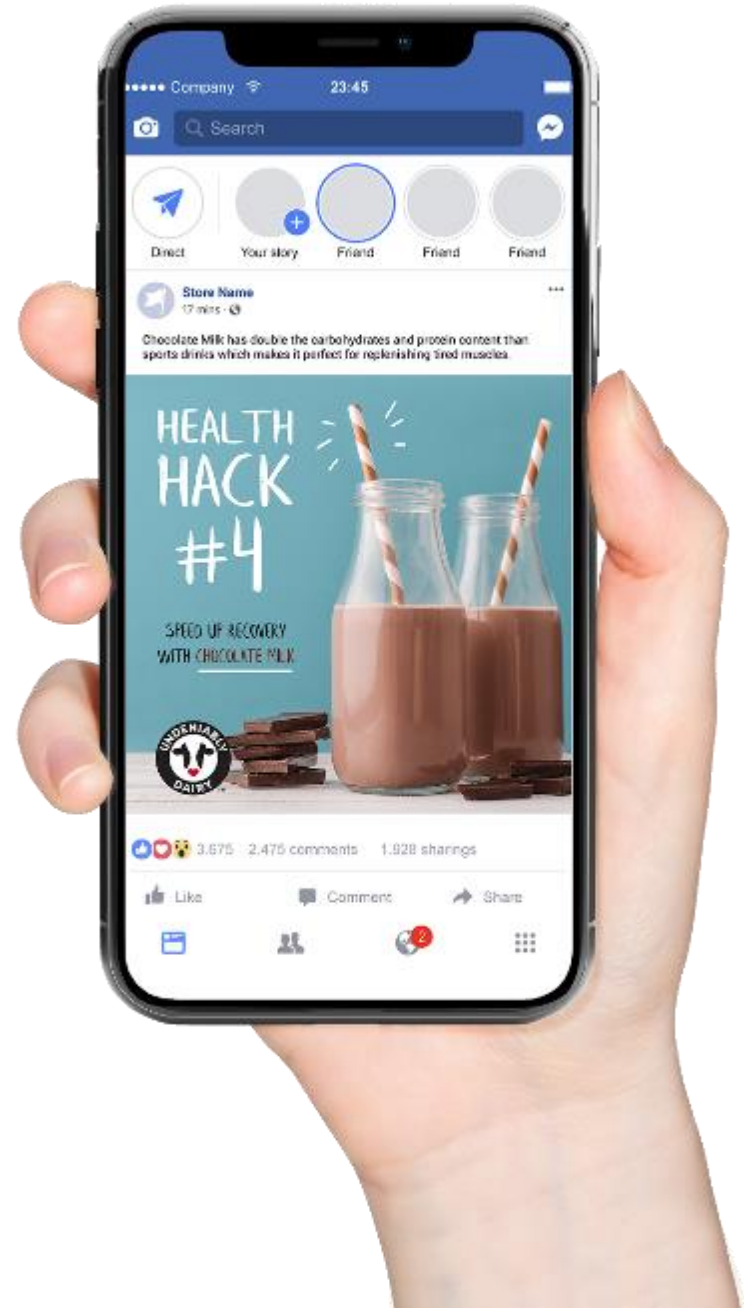 Company 23:45
Search
Direct Your story Friend Friend Friend
Store Name
17 mins ·
Chocolate Milk has double the carbohydrates and protein content than
sports drinks which makes it perfect for replenishing tired muscles.
HEALTH
HACK
#4
SPEED UP RECOVERY
WITH CHOCOLATE MILK
UNDENIABLY
DAIRY
3.675 2.475 comments 1.928 sharings
Like Comment Share
2